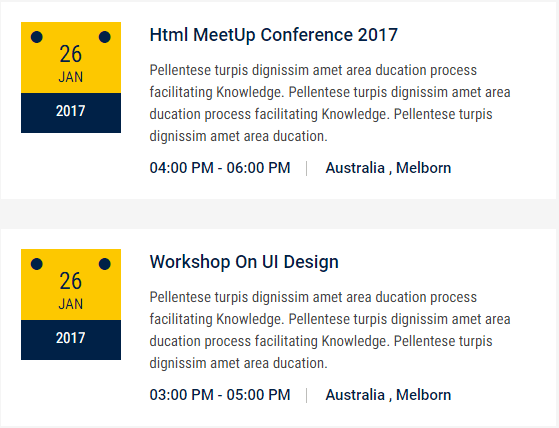 26
JAN
2017
Html MeetUp Conference 2017
Pellentese turpis dignissim amet area ducation process
facilitating Knowledge. Pellentese turpis dignissim amet area
ducation process facilitating Knowledge. Pellentese turpis
dignissim amet area ducation.
04:00 PM - 06:00 PM | Australia , Melborn
26
JAN
2017
Workshop On UI Design
Pellentese turpis dignissim amet area ducation process
facilitating Knowledge. Pellentese turpis dignissim amet area
ducation process facilitating Knowledge. Pellentese turpis
dignissim amet area ducation.
03:00 PM - 05:00 PM | Australia , Melborn